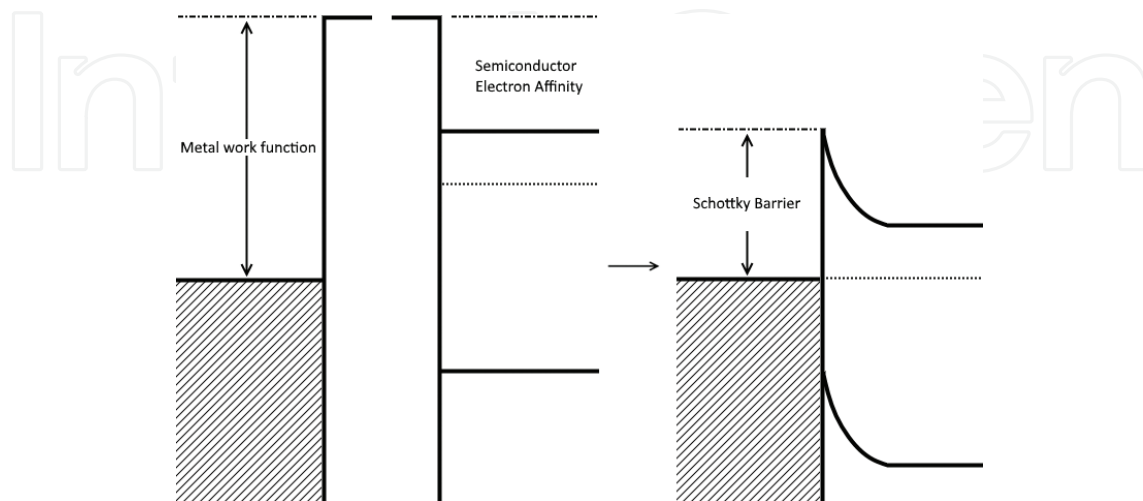 Semiconductor
Electron Affinity
Metal work function
Schottky Barrier